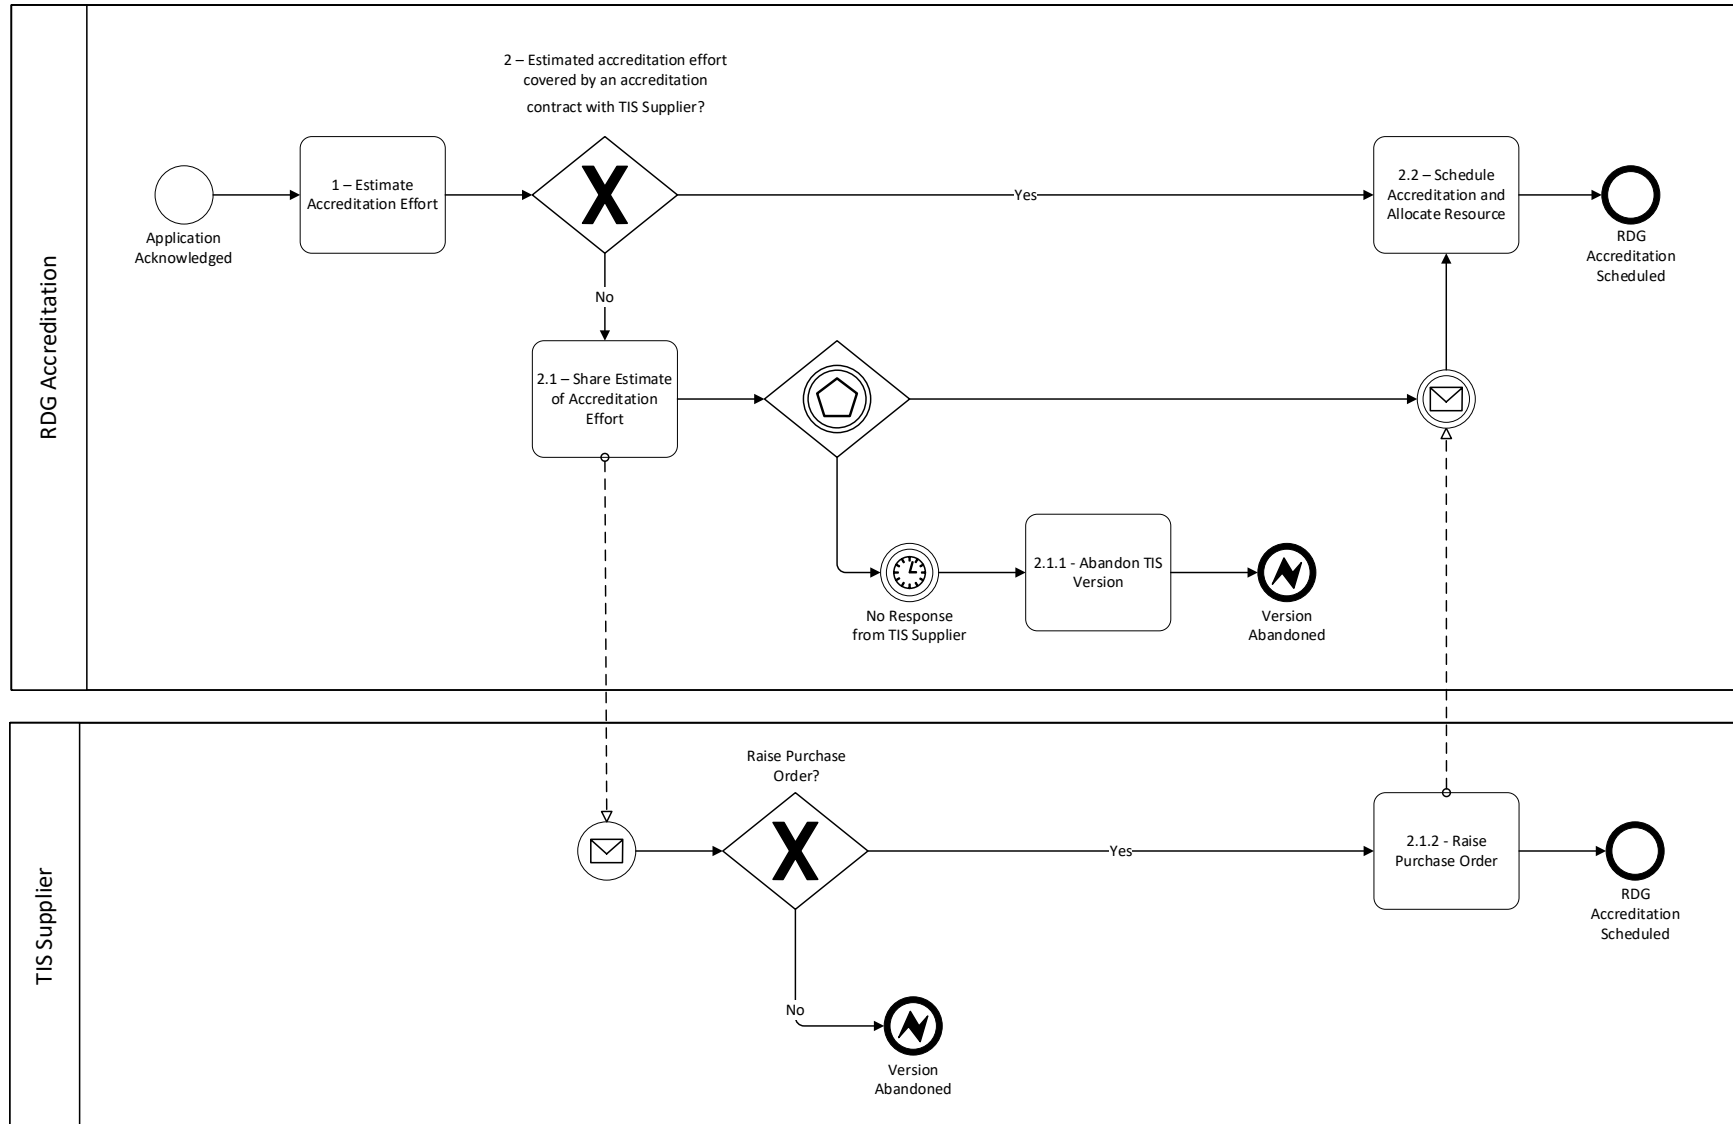 RDG Accreditation
2 – Estimated accreditation effort
covered by an accreditation
contract with TIS Supplier?
Application
Acknowledged
1 – Estimate
Accreditation Effort
X
Yes
2.2 – Schedule
Accreditation and
Allocate Resource
RDG
Accreditation
Scheduled
No
2.1 – Share Estimate
of Accreditation
Effort
No Response
from TIS Supplier
2.1.1 - Abandon TIS
Version
Version
Abandoned
TIS Supplier
Raise Purchase
Order?
X
Yes
2.1.2 - Raise
Purchase Order
RDG
Accreditation
Scheduled
No
Version
Abandoned